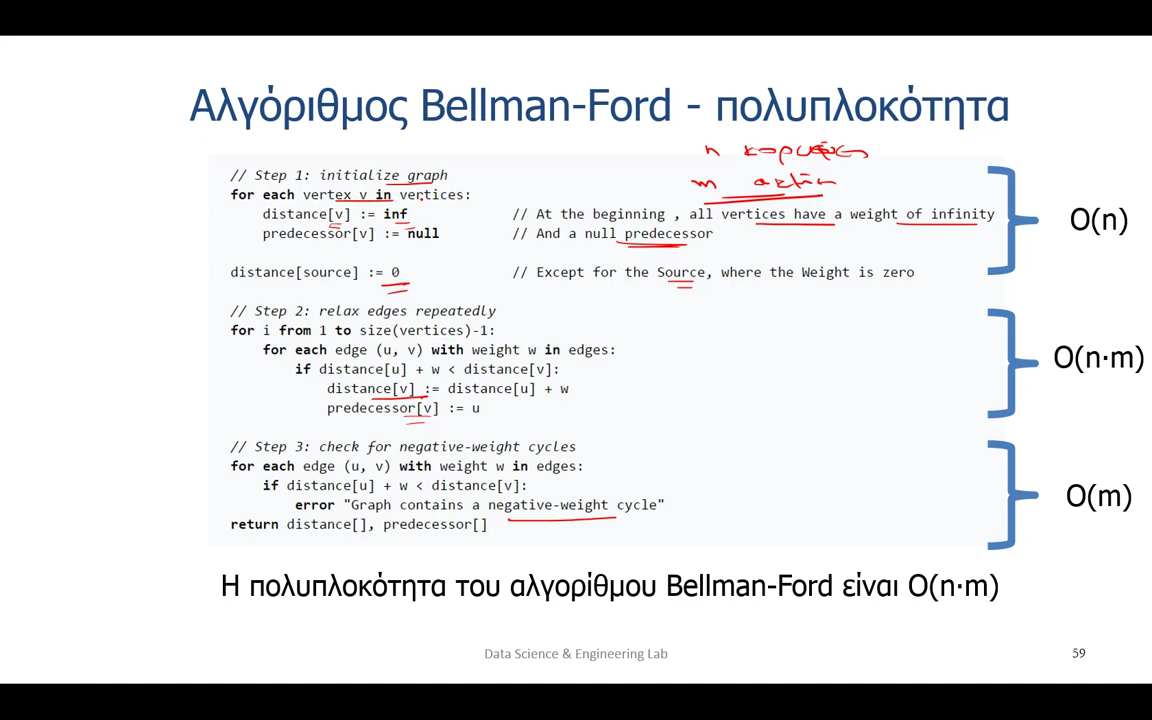 Αλγόριθμος Bellman-Ford - πολυπλοκότητα
n κορυφές
m ακμές
// Step 1: initialize graph
for each vertex v in vertices:
distance[v] := inf // At the beginning , all vertices have a weight of infinity
predecessor[v] := null // And a null predecessor
O(n)
distance[source] := 0 // Except for the Source, where the Weight is zero
// Step 2: relax edges repeatedly
for i from 1 to size(vertices)-1:
for each edge (u, v) with weight w in edges:
O(n·m)
if distance[u] + w < distance[v]:
distance[v] := distance[u] + w
predecessor[v] := u
// Step 3: check for negative-weight cycles
for each edge (u, v) with weight w in edges:
if distance[u] + w < distance[v]:
O(m)
error "Graph contains a negative-weight cycle"
return distance[], predecessor[]
Η πολυπλοκότητα του αλγορίθμου Bellman-Ford είναι O(n·m)
Data Science & Engineering Lab
59